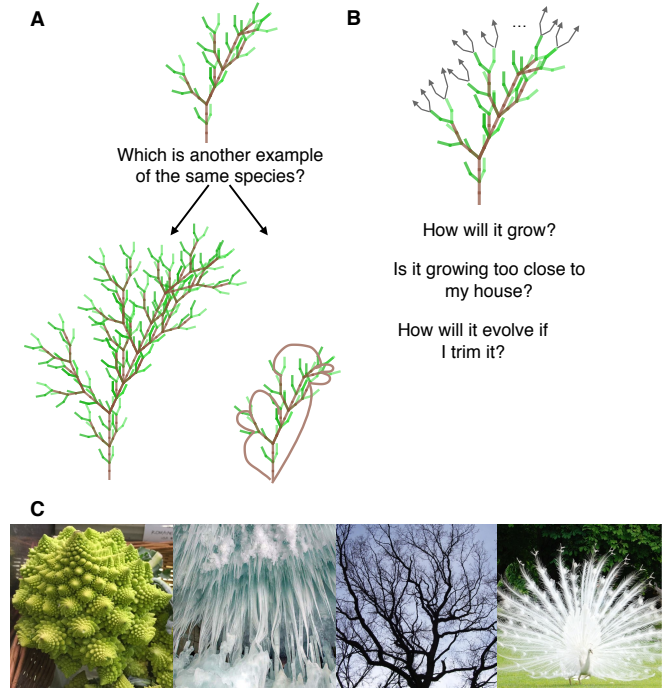 A
B
...
Which is another example
of the same species?
How will it grow?
Is it growing too close to
my house?
How will it evolve if
I trim it?
C